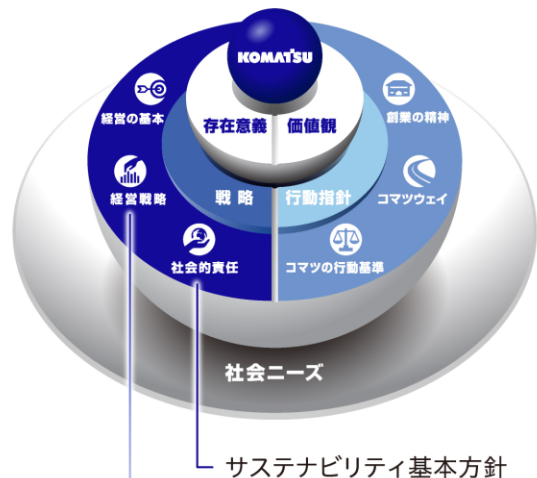 KOMATSU
存在意義
価値観
経営の基本
創業の精神
戦略
行動指針
経営戦略
コマツウェイ
社会的責任
コマツの行動基準
社会ニーズ
サステナビリティ基本方針